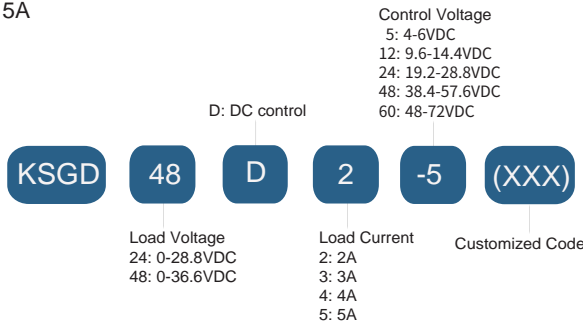 5A
Control Voltage
5: 4-6VDC
12: 9.6-14.4VDC
24: 19.2-28.8VDC
48: 38.4-57.6VDC
60: 48-72VDC
D: DC control
KSGD 48 D 2 -5 (XXX)
Load Voltage
24: 0-28.8VDC
48: 0-36.6VDC
Load Current
2: 2A
3: 3A
4: 4A
5: 5A
Customized Code